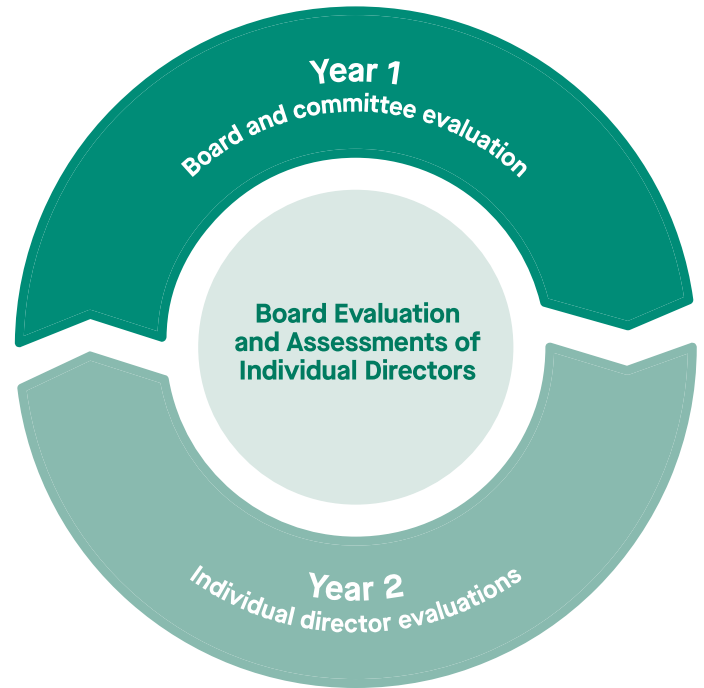 Year 1
Board and committee evaluation
Board Evaluation
and Assessments of
Individual Directors
Year 2
Individual director evaluations